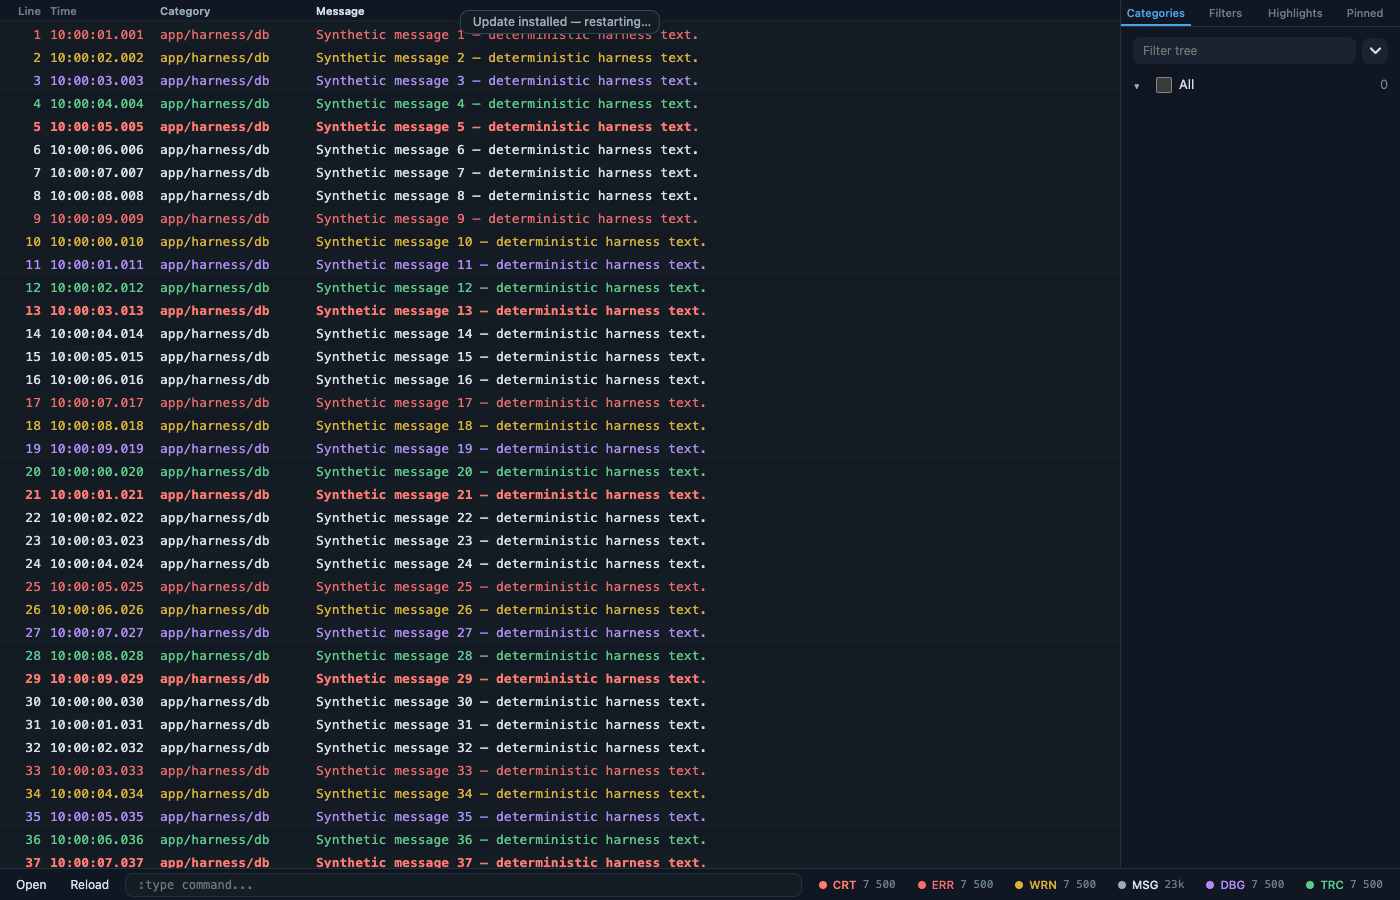 Line Time Category Message
Update installed — restarting...
1 10:00:01.001 app/harness/db Synthetic message 1 — deterministic harness text.
2 10:00:02.002 app/harness/db Synthetic message 2 — deterministic harness text.
3 10:00:03.003 app/harness/db Synthetic message 3 — deterministic harness text.
4 10:00:04.004 app/harness/db Synthetic message 4 — deterministic harness text.
5 10:00:05.005 app/harness/db Synthetic message 5 — deterministic harness text.
6 10:00:06.006 app/harness/db Synthetic message 6 — deterministic harness text.
7 10:00:07.007 app/harness/db Synthetic message 7 — deterministic harness text.
8 10:00:08.008 app/harness/db Synthetic message 8 — deterministic harness text.
9 10:00:09.009 app/harness/db Synthetic message 9 — deterministic harness text.
10 10:00:00.010 app/harness/db Synthetic message 10 — deterministic harness text.
11 10:00:01.011 app/harness/db Synthetic message 11 — deterministic harness text.
12 10:00:02.012 app/harness/db Synthetic message 12 — deterministic harness text.
13 10:00:03.013 app/harness/db Synthetic message 13 — deterministic harness text.
14 10:00:04.014 app/harness/db Synthetic message 14 — deterministic harness text.
15 10:00:05.015 app/harness/db Synthetic message 15 — deterministic harness text.
16 10:00:06.016 app/harness/db Synthetic message 16 — deterministic harness text.
17 10:00:07.017 app/harness/db Synthetic message 17 — deterministic harness text.
18 10:00:08.018 app/harness/db Synthetic message 18 — deterministic harness text.
19 10:00:09.019 app/harness/db Synthetic message 19 — deterministic harness text.
20 10:00:00.020 app/harness/db Synthetic message 20 — deterministic harness text.
21 10:00:01.021 app/harness/db Synthetic message 21 — deterministic harness text.
22 10:00:02.022 app/harness/db Synthetic message 22 — deterministic harness text.
23 10:00:03.023 app/harness/db Synthetic message 23 — deterministic harness text.
24 10:00:04.024 app/harness/db Synthetic message 24 — deterministic harness text.
25 10:00:05.025 app/harness/db Synthetic message 25 — deterministic harness text.
26 10:00:06.026 app/harness/db Synthetic message 26 — deterministic harness text.
27 10:00:07.027 app/harness/db Synthetic message 27 — deterministic harness text.
28 10:00:08.028 app/harness/db Synthetic message 28 — deterministic harness text.
29 10:00:09.029 app/harness/db Synthetic message 29 — deterministic harness text.
30 10:00:00.030 app/harness/db Synthetic message 30 — deterministic harness text.
31 10:00:01.031 app/harness/db Synthetic message 31 — deterministic harness text.
32 10:00:02.032 app/harness/db Synthetic message 32 — deterministic harness text.
33 10:00:03.033 app/harness/db Synthetic message 33 — deterministic harness text.
34 10:00:04.034 app/harness/db Synthetic message 34 — deterministic harness text.
35 10:00:05.035 app/harness/db Synthetic message 35 — deterministic harness text.
36 10:00:06.036 app/harness/db Synthetic message 36 — deterministic harness text.
37 10:00:07.037 app/harness/db Synthetic message 37 — deterministic harness text.
Categories Filters Highlights Pinned
Filter tree
All 0
Open Reload :type command... CRT 7 500 ERR 7 500 WRN 7 500 MSG 23k DBG 7 500 TRC 7 500